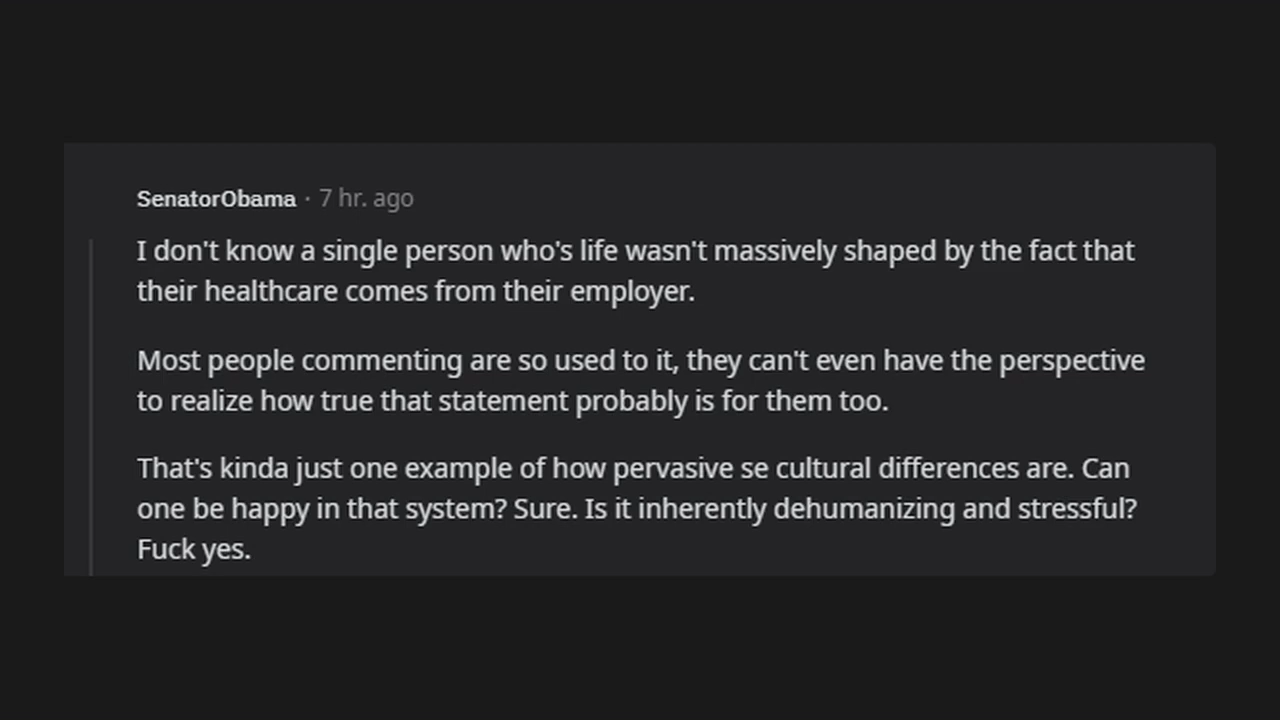 SenatorObama · 7 hr. ago
I don't know a single person who's life wasn't massively shaped by the fact that
their healthcare comes from their employer.
Most people commenting are so used to it, they can't even have the perspective
to realize how true that statement probably is for them too.
That's kinda just one example of how pervasive se cultural differences are. Can
one be happy in that system? Sure. Is it inherently dehumanizing and stressful?
Fuck yes.